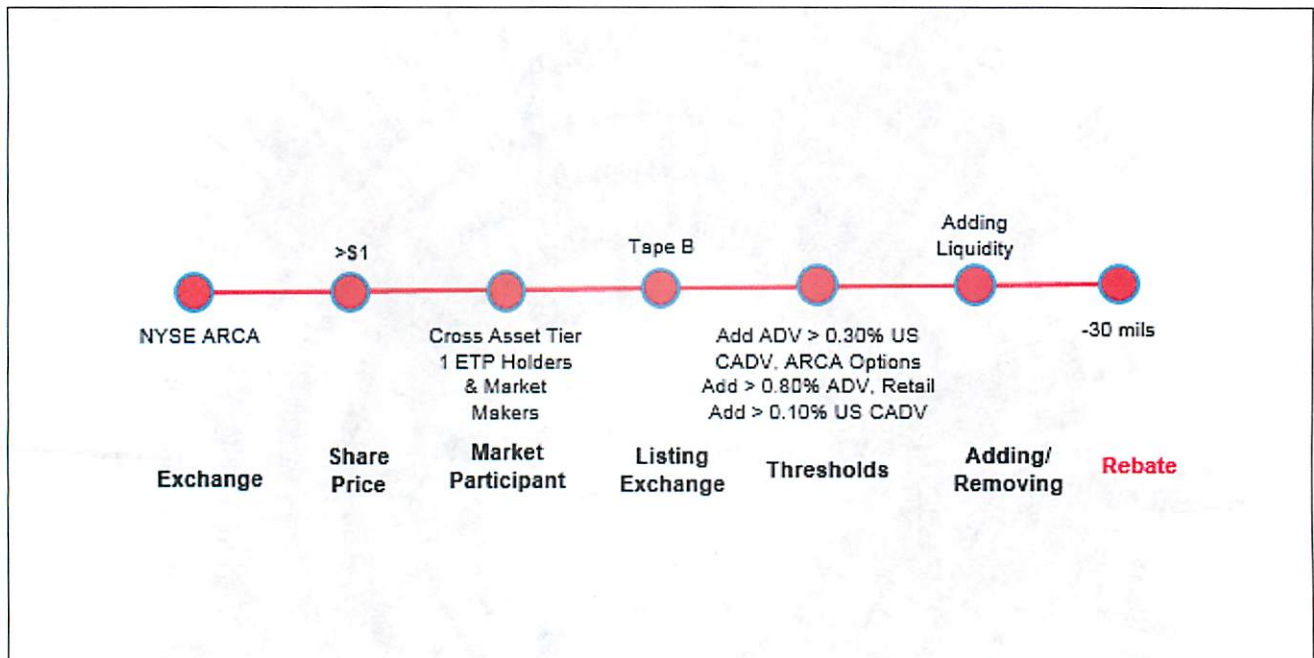 Adding
Liquidity
>$1
Tape B
NYSE ARCA
Cross Asset Tier
1 ETP Holders
& Market
Makers
Add ADV > 0.30% US
CADV, ARCA Options
Add > 0.80% ADV, Retail
Add > 0.10% US CADV
-30 mils
Exchange
Share
Price
Market
Participant
Listing
Exchange
Thresholds
Adding/
Removing
Rebate